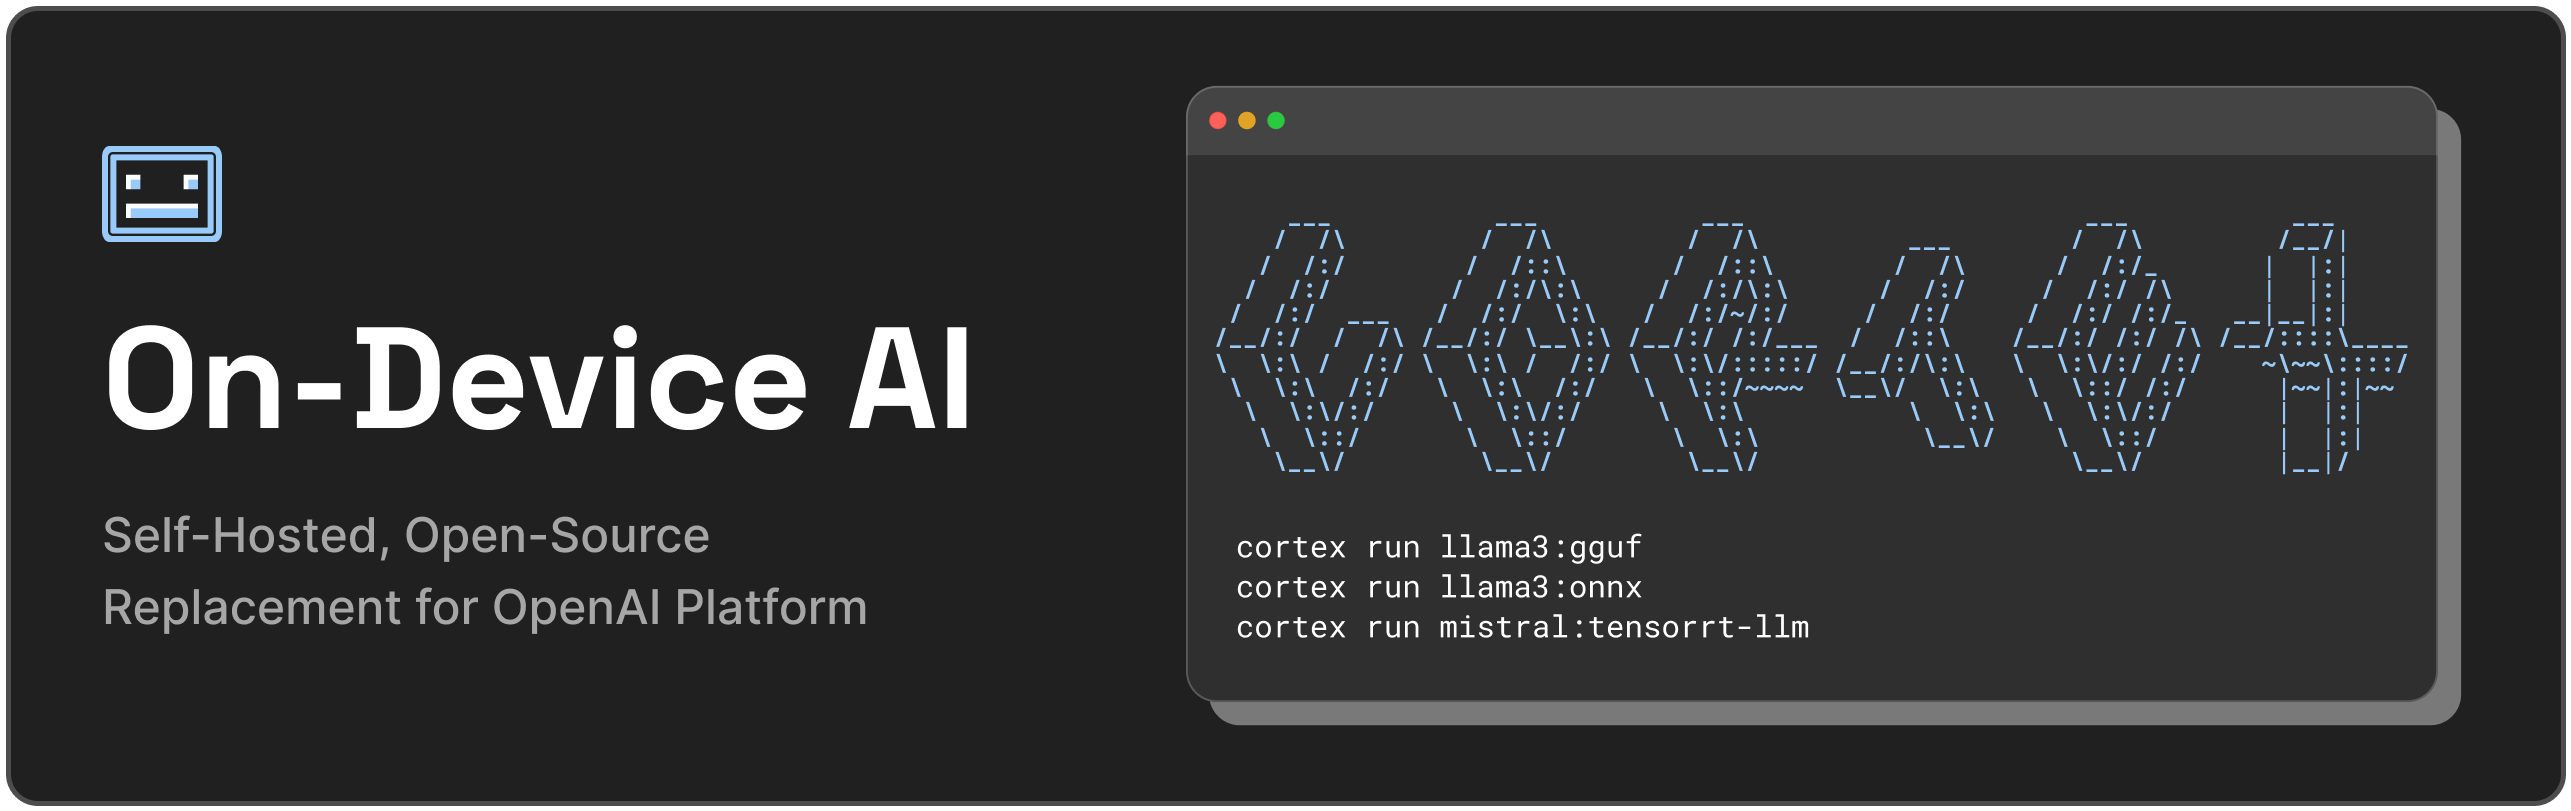 On-Device AI
Self-Hosted, Open-Source
Replacement for OpenAI Platform
cortex run llama3:gguf
cortex run llama3:onnx
cortex run mistral:tensorrt-llm